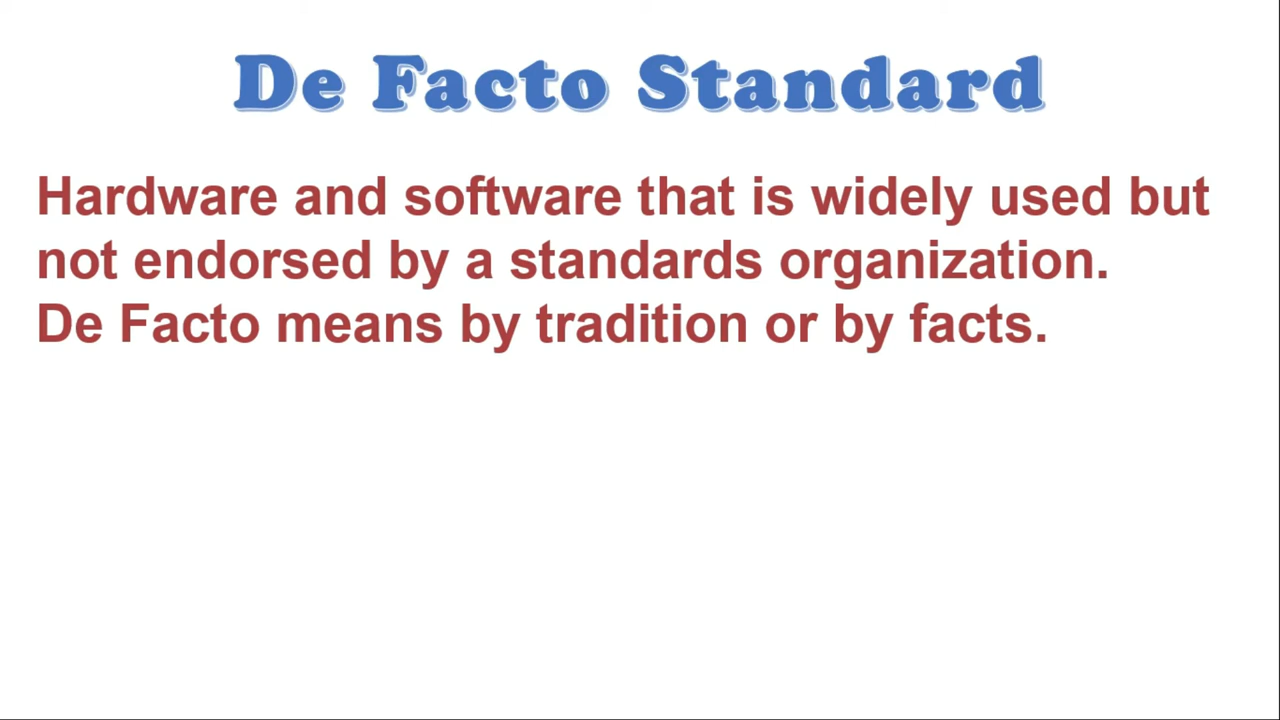 De Facto Standard
Hardware and software that is widely used but
not endorsed by a standards organization.
De Facto means by tradition or by facts.